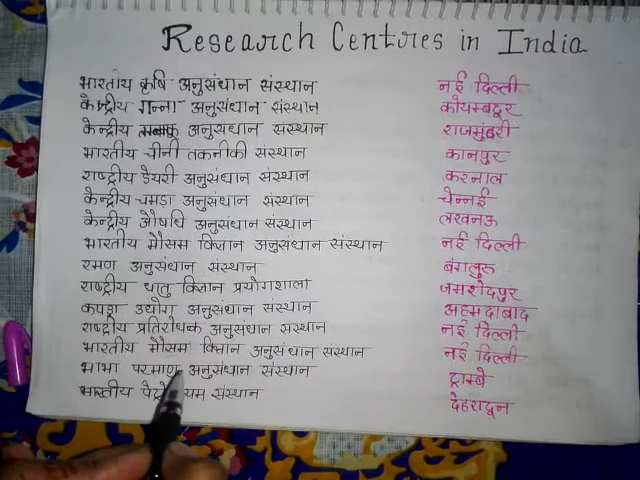 Research Centres in India
भारतीय कृषि अनुसंधान संस्थान नई दिल्ली
केन्द्रीय गन्ना अनुसंधान संस्थान कोयम्बटूर
केन्द्रीय अनुसंधान संस्थान राजमुंदरी
भारतीय चीनी तकनीकी संस्थान कानपुर
राष्ट्रीय डेयरी अनुसंधान संस्थान करनाल
केन्द्रीय चमड़ा अनुसंधान संस्थान चेन्नई
केन्द्रीय औषधि अनुसंधान संस्थान लखनऊ
भारतीय मौसम विज्ञान अनुसंधान संस्थान नई दिल्ली
रमण अनुसंधान संस्थान बंगलुरु
राष्ट्रीय धातु विज्ञान प्रयोगशाला जमशेदपुर
कपड़ा उद्योग अनुसंधान संस्थान अहमदाबाद
राष्ट्रीय प्रतिरोधक अनुसंधान संस्थान नई दिल्ली
भारतीय मौसम विज्ञान अनुसंधान संस्थान नई दिल्ली
भाभा परमाणु अनुसंधान संस्थान ट्राम्बे
भारतीय संस्थान देहरादून